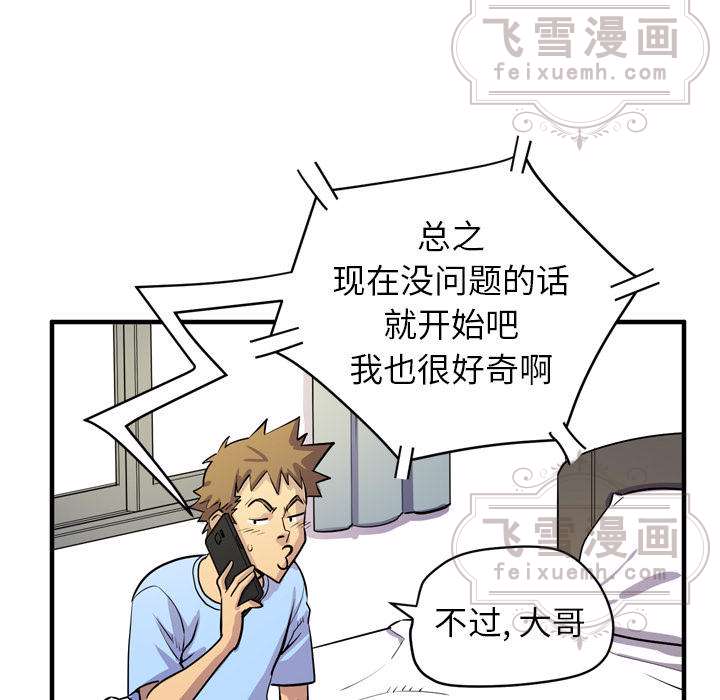 飞雪漫画
feixuemh.com
总之
现在没问题的话
就开始吧
我也很好奇啊
飞雪漫画
feixuemh.com
不过, 大哥